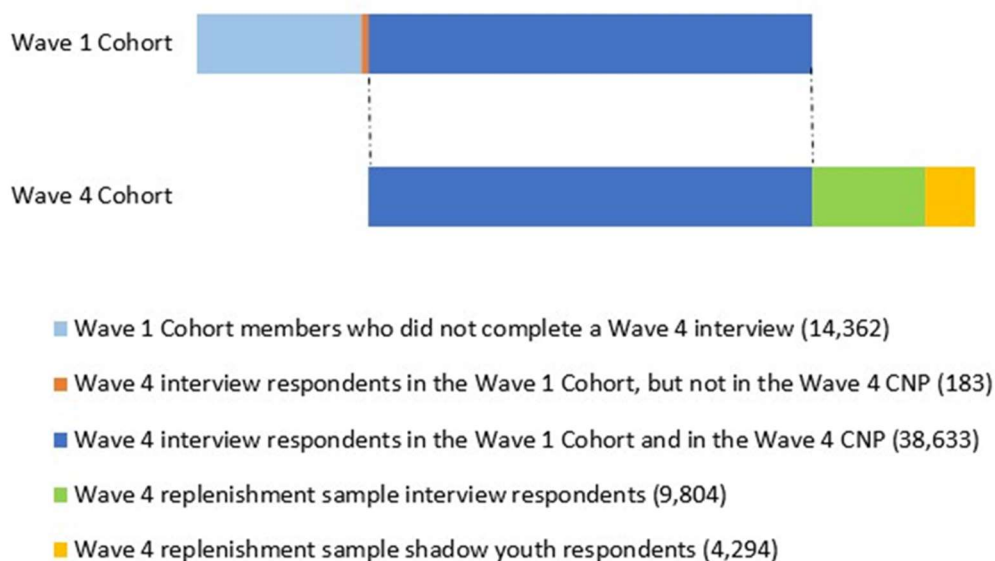 Wave 1 Cohort
Wave 4 Cohort
Wave 1 Cohort members who did not complete a Wave 4 interview (14,362)
Wave 4 interview respondents in the Wave 1 Cohort, but not in the Wave 4 CNP (183)
Wave 4 interview respondents in the Wave 1 Cohort and in the Wave 4 CNP (38,633)
Wave 4 replenishment sample interview respondents (9,804)
Wave 4 replenishment sample shadow youth respondents (4,294)